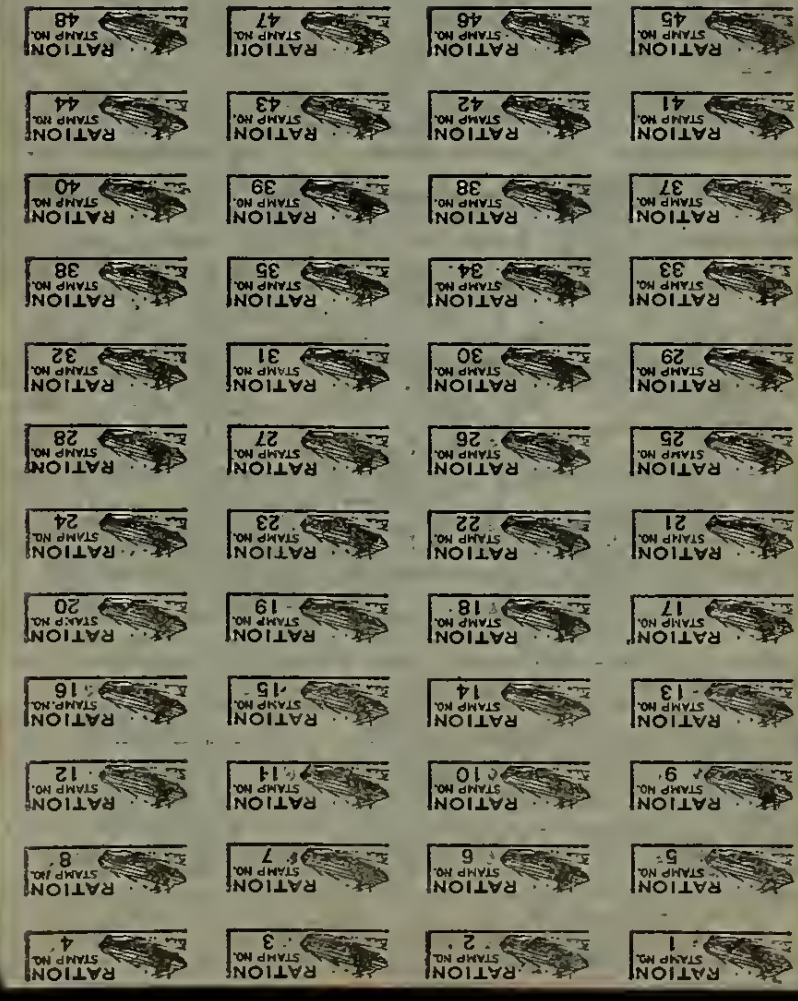 RATION RATION RATION RATION
STAMP NO. STAMP NO. STAMP NO. STAMP NO.
1 2 3 4
RATION RATION RATION RATION
STAMP NO. STAMP NO. STAMP NO. STAMP NO.
5 6 7 8
RATION RATION RATION RATION
STAMP NO. STAMP NO. STAMP NO. STAMP NO.
9 10 11 12
RATION RATION RATION RATION
STAMP NO. STAMP NO. STAMP NO. STAMP NO.
13 14 15 16
RATION RATION RATION RATION
STAMP NO. STAMP NO. STAMP NO. STAMP NO.
17 18 19 20
RATION RATION RATION RATION
STAMP NO. STAMP NO. STAMP NO. STAMP NO.
21 22 23 24
RATION RATION RATION RATION
STAMP NO. STAMP NO. STAMP NO. STAMP NO.
25 26 27 28
RATION RATION RATION RATION
STAMP NO. STAMP NO. STAMP NO. STAMP NO.
29 30 31 32
RATION RATION RATION RATION
STAMP NO. STAMP NO. STAMP NO. STAMP NO.
33 34 35 36
RATION RATION RATION RATION
STAMP NO. STAMP NO. STAMP NO. STAMP NO.
37 38 39 40
RATION RATION RATION RATION
STAMP NO. STAMP NO. STAMP NO. STAMP NO.
41 42 43 44
RATION RATION RATION RATION
STAMP NO. STAMP NO. STAMP NO. STAMP NO.
45 46 47 48